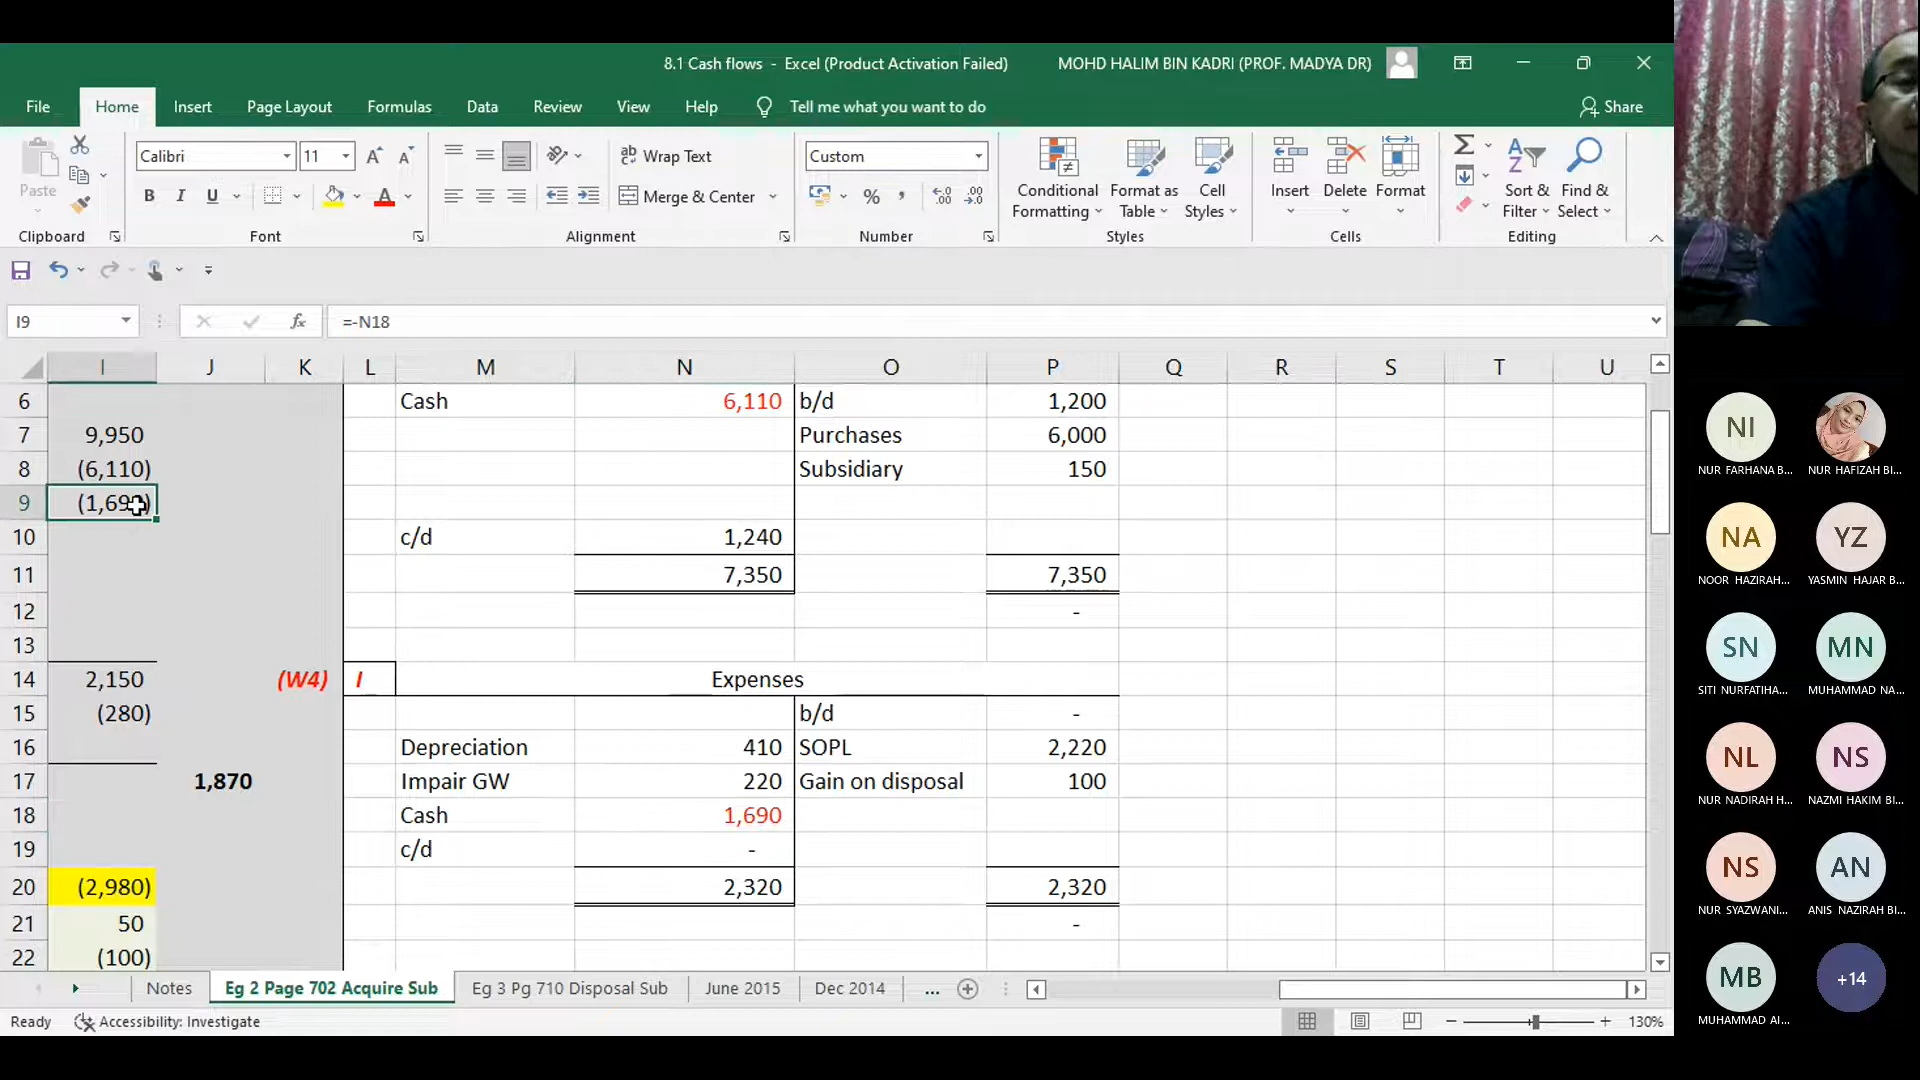 8.1 Cash flows - Excel (Product Activation Failed) MOHD HALIM BIN KADRI (PROF. MADYA DR)
File Home Insert Page Layout Formulas Data Review View Help Tell me what you want to do Share
Paste Calibri 11 Wrap Text Custom
B I U Merge & Center % ,
Conditional Formatting Format as Table Cell Styles Insert Delete Format Sort & Filter Find & Select
Clipboard Font Alignment Number Styles Cells Editing
I9 fx =-N18
I J K L M N O P Q R S T U
6 Cash 6,110 b/d 1,200
7 9,950 Purchases 6,000
8 (6,110) Subsidiary 150
9
10 c/d 1,240
11 7,350 7,350
12 -
13
14 2,150 (W4) I Expenses
15 (280) b/d -
16 Depreciation 410 SOPL 2,220
17 1,870 Impair GW 220 Gain on disposal 100
18 Cash 1,690
19 c/d -
20 (2,980) 2,320 2,320
21 50 -
22 (100)
Notes Eg 2 Page 702 Acquire Sub Eg 3 Pg 710 Disposal Sub June 2015 Dec 2014 ...
Ready Accessibility: Investigate 130%
NI
NUR FARHANA B... NUR HAFIZAH BI...
NA YZ
NOOR HAZIRAH... YASMIN HAJAR B...
SN MN
SITI NURFATIHA... MUHAMMAD NA...
NL NS
NUR NADIRAH H... NAZMI HAKIM BI...
NS AN
NUR SYAZWANI... ANIS NAZIRAH BI...
MB +14
MUHAMMAD AI...